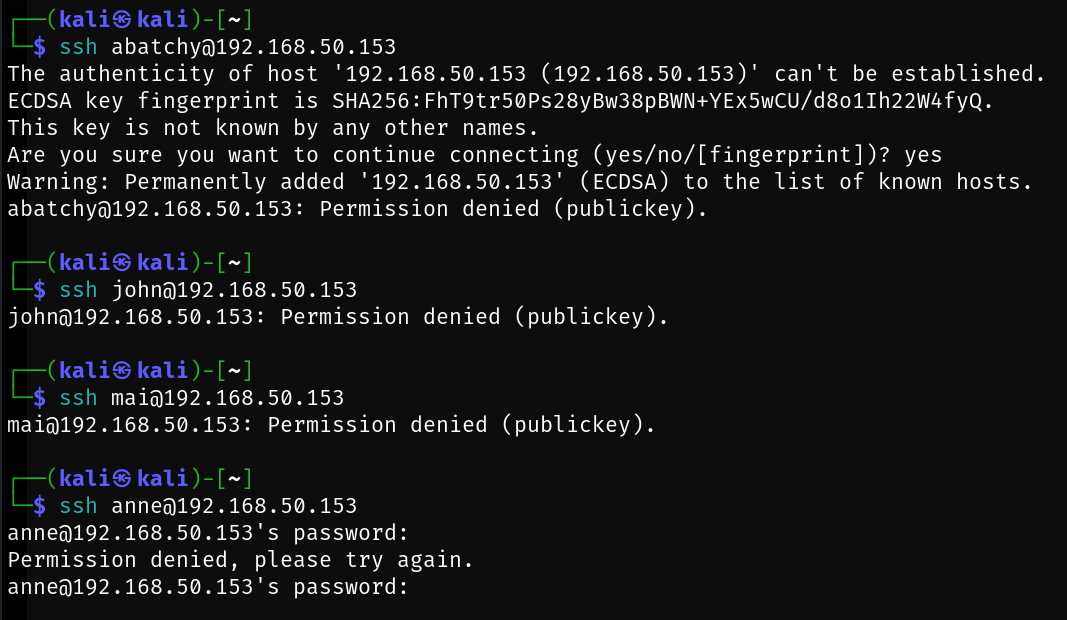 ┌──(kali㉿kali)-[~]
└─$ ssh abatchy@192.168.50.153
The authenticity of host '192.168.50.153 (192.168.50.153)' can't be established.
ECDSA key fingerprint is SHA256:FhT9tr50Ps28yBw38pBWN+YEx5wCU/d8o1Ih22W4fyQ.
This key is not known by any other names.
Are you sure you want to continue connecting (yes/no/[fingerprint])? yes
Warning: Permanently added '192.168.50.153' (ECDSA) to the list of known hosts.
abatchy@192.168.50.153: Permission denied (publickey).

┌──(kali㉿kali)-[~]
└─$ ssh john@192.168.50.153
john@192.168.50.153: Permission denied (publickey).

┌──(kali㉿kali)-[~]
└─$ ssh mai@192.168.50.153
mai@192.168.50.153: Permission denied (publickey).

┌──(kali㉿kali)-[~]
└─$ ssh anne@192.168.50.153
anne@192.168.50.153's password:
Permission denied, please try again.
anne@192.168.50.153's password: